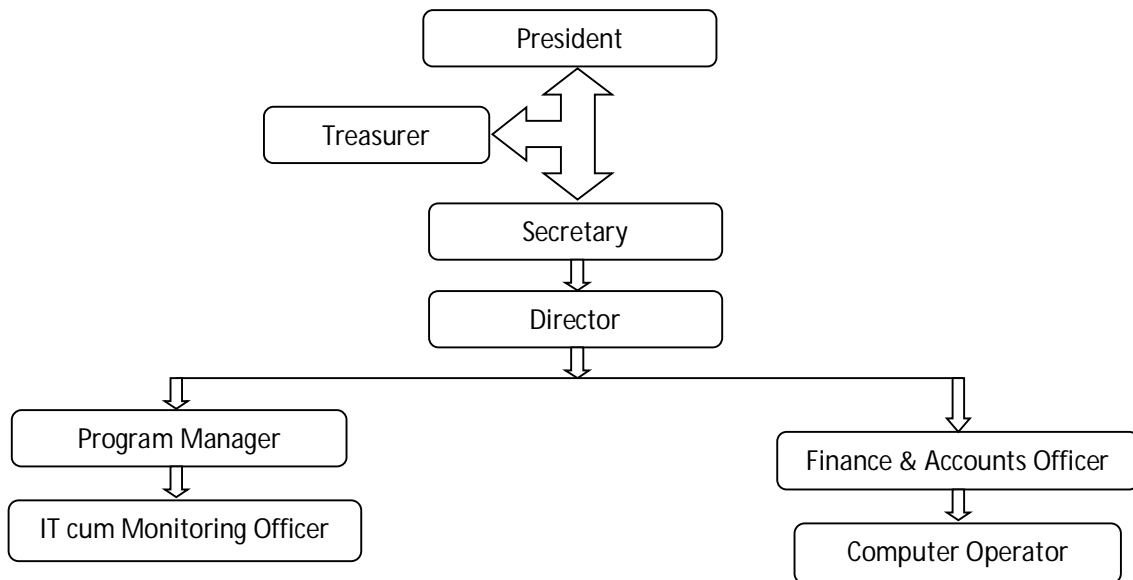 President
Treasurer
Secretary
Director
Program Manager
Finance & Accounts Officer
IT cum Monitoring Officer
Computer Operator